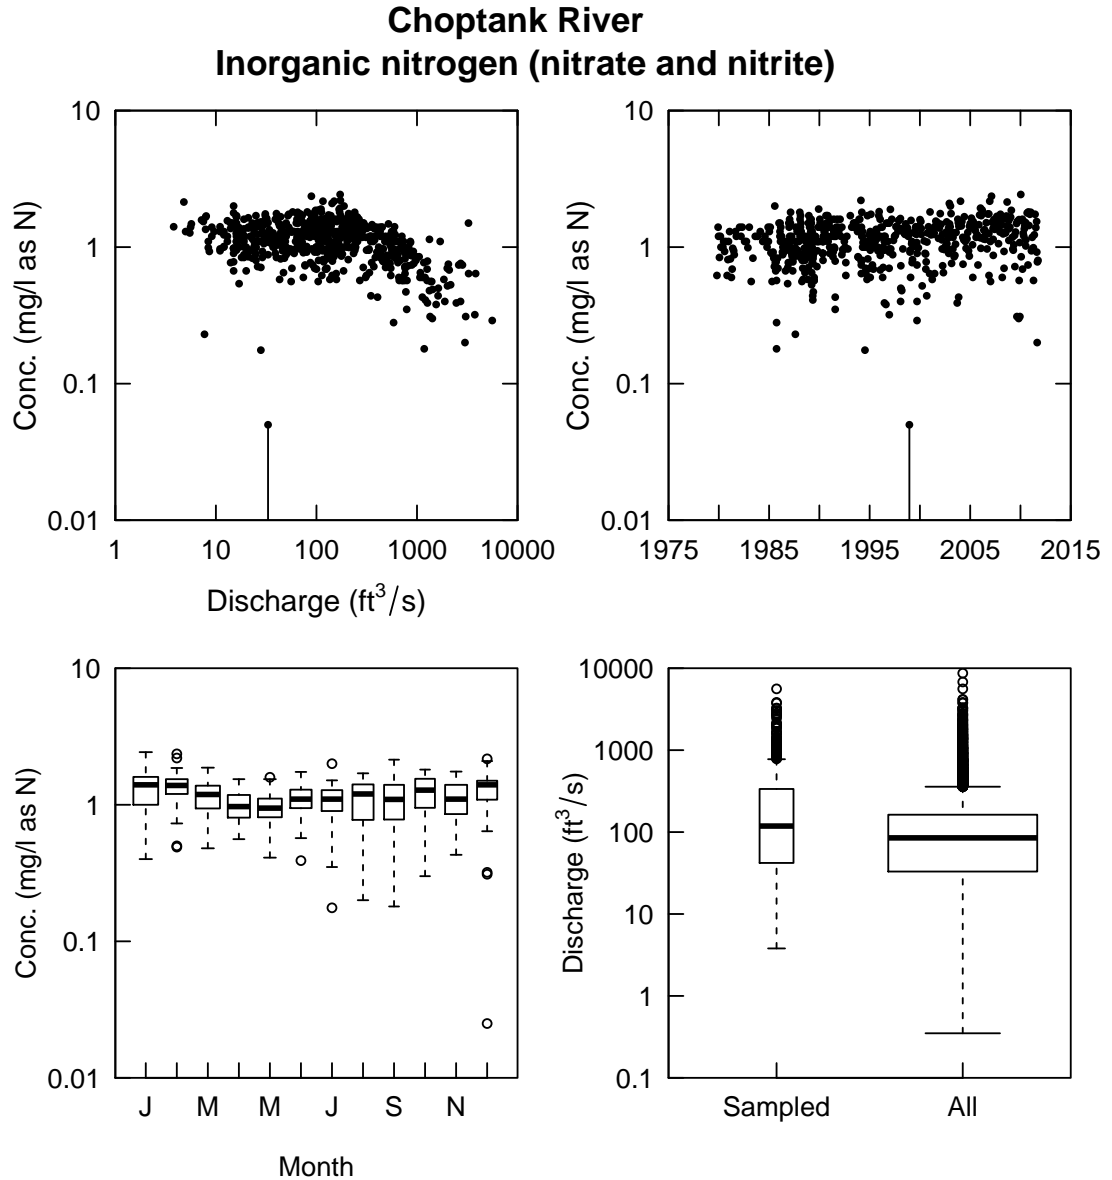 Choptank River
Inorganic nitrogen (nitrate and nitrite)
10
1
0.1
0.01
Conc. (mg/l as N)
1 10 100 1000 10000
Discharge (ft³/s)
10
1
0.1
0.01
Conc. (mg/l as N)
1975 1985 1995 2005 2015
10
1
0.1
0.01
Conc. (mg/l as N)
J M M J S N
Month
10000
1000
100
10
1
0.1
Discharge (ft³/s)
Sampled All